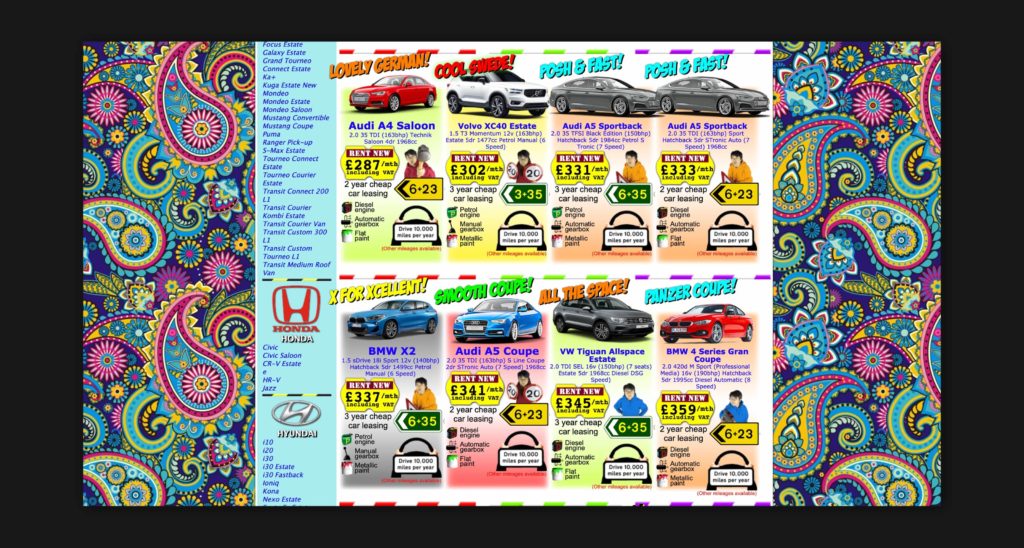 Focus Estate
Galaxy Estate
Grand Tourneo
Connect Estate
Ka+
Kuga Estate New
Mondeo
Mondeo Estate
Mondeo Saloon
Mustang Convertible
Mustang Coupe
Puma
Ranger Pick-up
S-Max Estate
Tourneo Connect
Estate
Tourneo Courier
Estate
Transit Connect 200
L1
Transit Courier
Kombi Estate
Transit Courier Van
Transit Custom 300
L1
Transit Custom
Tourneo L1
Transit Medium Roof
Van
HONDA
Civic
Civic Saloon
CR-V Estate
e
HR-V
Jazz
HYUNDAI
i10
i20
i30
i30 Estate
i30 Fastback
Ioniq
Kona
Nexo Estate
LOVELY GERMAN!
Audi A4 Saloon
2.0 35 TDI (163bhp) Technik
Saloon 4dr 1968cc
RENT NEW
£287/mth
including VAT
2 year cheap
car leasing
6+23
Diesel
engine
Automatic
gearbox
Flat
paint
Drive 10,000
miles per year
(Other mileages available)
COOL SWEDE!
Volvo XC40 Estate
1.5 T3 Momentum 12v (163bhp)
Estate 5dr 1477cc Petrol Manual (6
Speed)
RENT NEW
£302/mth
including VAT
20
3 year cheap
car leasing
3+35
Petrol
engine
Manual
gearbox
Metallic
paint
Drive 10,000
miles per year
POSH & FAST!
Audi A5 Sportback
2.0 35 TFSI Black Edition (150bhp)
Hatchback 5dr 1984cc Petrol S
Tronic (7 Speed)
RENT NEW
£331/mth
including VAT
3 year cheap
car leasing
6+35
Petrol
engine
Automatic
gearbox
Metallic
paint
Drive 10,000
miles per year
POSH & FAST!
Audi A5 Sportback
2.0 35 TDI (163bhp) Sport
Hatchback 5dr STronic Auto (7
Speed) 1968cc
RENT NEW
£333/mth
including VAT
2 year cheap
car leasing
6+23
Diesel
engine
Automatic
gearbox
Flat
paint
Drive 10,000
miles per year
(Other mileages available)
X FOR XCELLENT!
BMW X2
1.5 sDrive 18i Sport 12v (140bhp)
Hatchback 5dr 1499cc Petrol
Manual (6 Speed)
RENT NEW
£337/mth
including VAT
3 year cheap
car leasing
6+35
Petrol
engine
Manual
gearbox
Metallic
paint
Drive 10,000
miles per year
SMOOTH COUPE!
Audi A5 Coupe
2.0 35 TDI (163bhp) S Line Coupe
2dr STronic Auto (7 Speed) 1968cc
RENT NEW
£341/mth
including VAT
20
2 year cheap
car leasing
6+23
Diesel
engine
Automatic
gearbox
Flat
paint
Drive 10,000
miles per year
(Other mileages available)
ALL THE SPACE!
VW Tiguan Allspace
Estate
2.0 TDI SEL 16v (150bhp) (7 seats)
Estate 5dr 1968cc Diesel DSG
(7 Speed)
RENT NEW
£345/mth
including VAT
3 year cheap
car leasing
6+35
Diesel
engine
Automatic
gearbox
Flat
paint
Drive 10,000
miles per year
(Other mileages available)
PANZER COUPE!
BMW 4 Series Gran
Coupe
2.0 420d M Sport (Professional
Media) 16v (190bhp) Hatchback
5dr 1995cc Diesel Automatic (8
Speed)
RENT NEW
£359/mth
including VAT
2 year cheap
car leasing
6+23
Diesel
engine
Automatic
gearbox
Metallic
paint
Drive 10,000
miles per year
(Other mileages available)